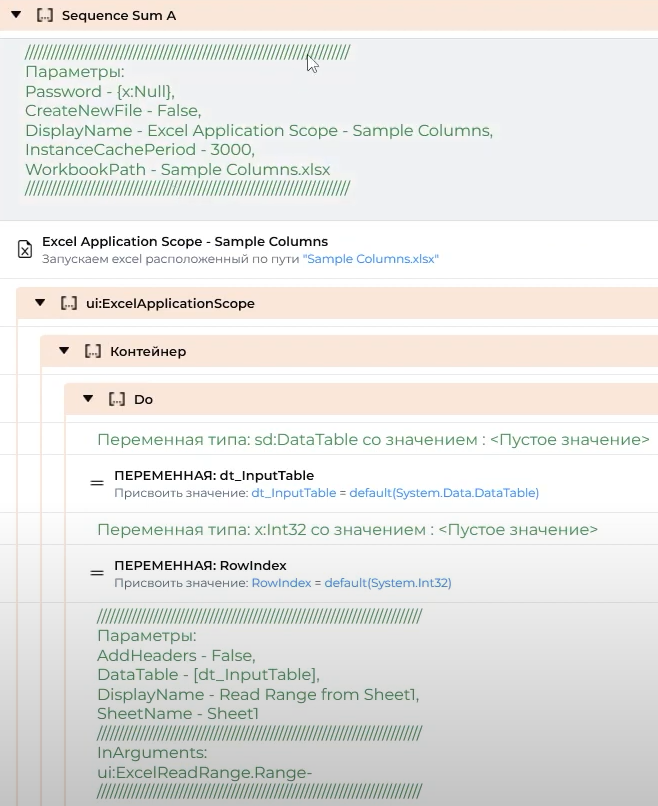 Sequence Sum A
////////////////////////////////////////////////////////////////////////////////
Параметры:
Password - {x:Null},
CreateNewFile - False,
DisplayName - Excel Application Scope - Sample Columns,
InstanceCachePeriod - 3000,
WorkbookPath - Sample Columns.xlsx
////////////////////////////////////////////////////////////////////////////////
Excel Application Scope - Sample Columns
Запускаем excel расположенный по пути "Sample Columns.xlsx"
ui:ExcelApplicationScope
Контейнер
Do
Переменная типа: sd:DataTable со значением : <Пустое значение>
ПЕРЕМЕННАЯ: dt_InputTable
Присвоить значение: dt_InputTable = default(System.Data.DataTable)
Переменная типа: x:Int32 со значением : <Пустое значение>
ПЕРЕМЕННАЯ: RowIndex
Присвоить значение: RowIndex = default(System.Int32)
////////////////////////////////////////////////////////////////////////////////
Параметры:
AddHeaders - False,
DataTable - [dt_InputTable],
DisplayName - Read Range from Sheet1,
SheetName - Sheet1
////////////////////////////////////////////////////////////////////////////////
InArguments:
ui:ExcelReadRange.Range-
////////////////////////////////////////////////////////////////////////////////